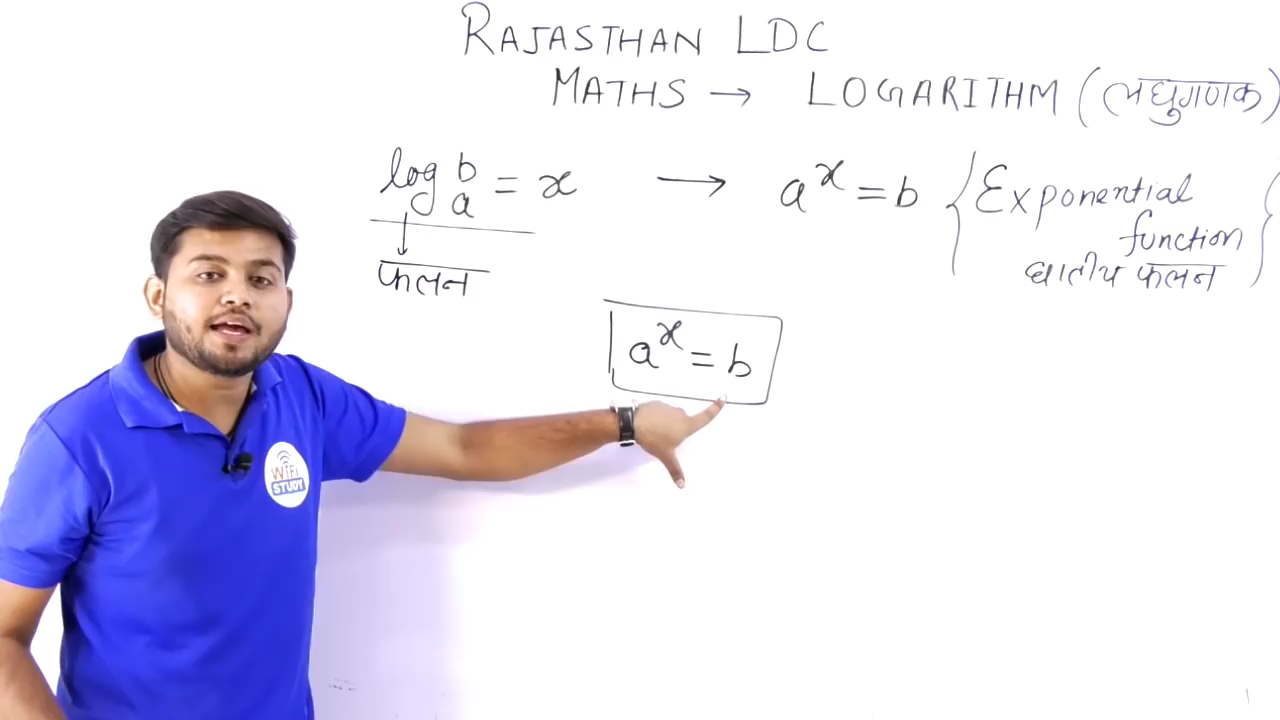 RAJASTHAN LDC
MATHS → LOGARITHM (लघुगणक)
log b a = x → a^x = b { Exponential
function
घातीय फलन }
↓
फलन
a^x = b
WiFi
STUDY